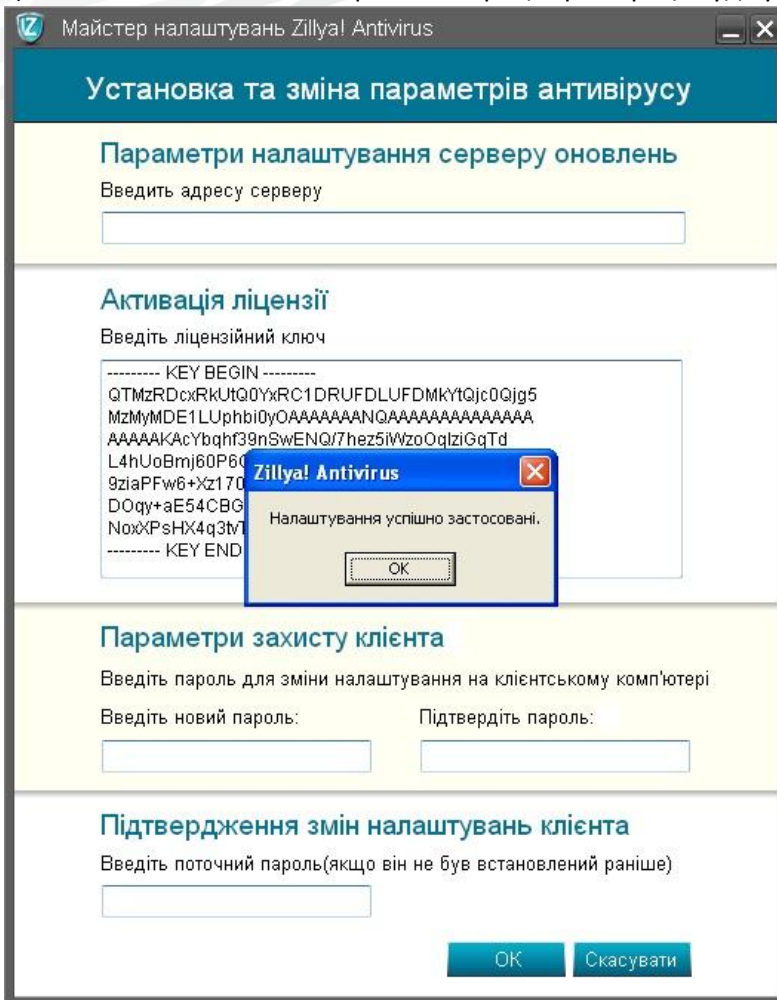 Майстер налаштувань Zillya! Antivirus
Установка та зміна параметрів антивірусу
Параметри налаштування серверу оновлень
Введить адресу серверу
Активація ліцензії
Введіть ліцензійний ключ
--------- KEY BEGIN ---------
QTMzRDcxRkUtQ0YxRC1DRUFDLUFDMkYtQjc0Qjg5
MzMyMDE1LUphbi0yOAAAAAAANQAAAAAAAAAAAAAA
AAAAAKAcYbqhf39nSwENQ/7hez5iWzoOqIziGqTd
L4hUoBmj60P6
9ziaPFw6+Xz170
DOqy+aE54CBG
NoxXPsHX4q3tvT
--------- KEY END
Zillya! Antivirus
Налаштування успішно застосовані.
OK
Параметри захисту клієнта
Введіть пароль для зміни налаштування на клієнтському комп'ютері
Введіть новий пароль: Підтвердіть пароль:
Підтвердження змін налаштувань клієнта
Введіть поточний пароль(якщо він не був встановлений раніше)
ОК Скасувати